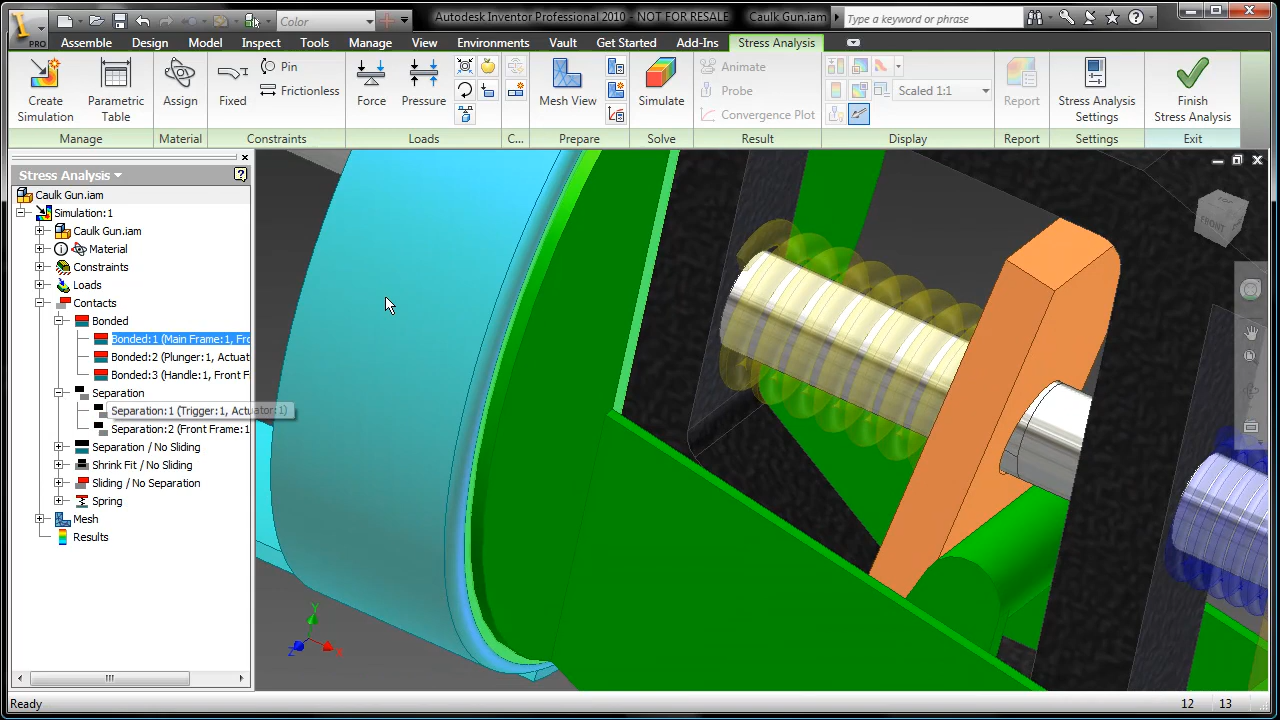 PRO
Color
Autodesk Inventor Professional 2010 - NOT FOR RESALE
Caulk Gun.iam
Type a keyword or phrase
Assemble
Design
Model
Inspect
Tools
Manage
View
Environments
Vault
Get Started
Add-Ins
Stress Analysis
Create
Simulation
Parametric
Table
Assign
Fixed
Pin
Frictionless
Force
Pressure
Mesh View
Simulate
Animate
Probe
Convergence Plot
Scaled 1:1
Report
Stress Analysis
Settings
Finish
Stress Analysis
Manage
Material
Constraints
Loads
C...
Prepare
Solve
Result
Display
Report
Settings
Exit
Stress Analysis
Caulk Gun.iam
Simulation:1
Caulk Gun.iam
Material
Constraints
Loads
Contacts
Bonded
Bonded:1 (Main Frame:1, Fro
Bonded:2 (Plunger:1, Actuat
Bonded:3 (Handle:1, Front F
Separation
Separation:1 (Trigger:1, Actuator:1)
Separation:2 (Front Frame:1
Separation / No Sliding
Shrink Fit / No Sliding
Sliding / No Separation
Spring
Mesh
Results
FRONT
Y
Z
X
Ready
12
13